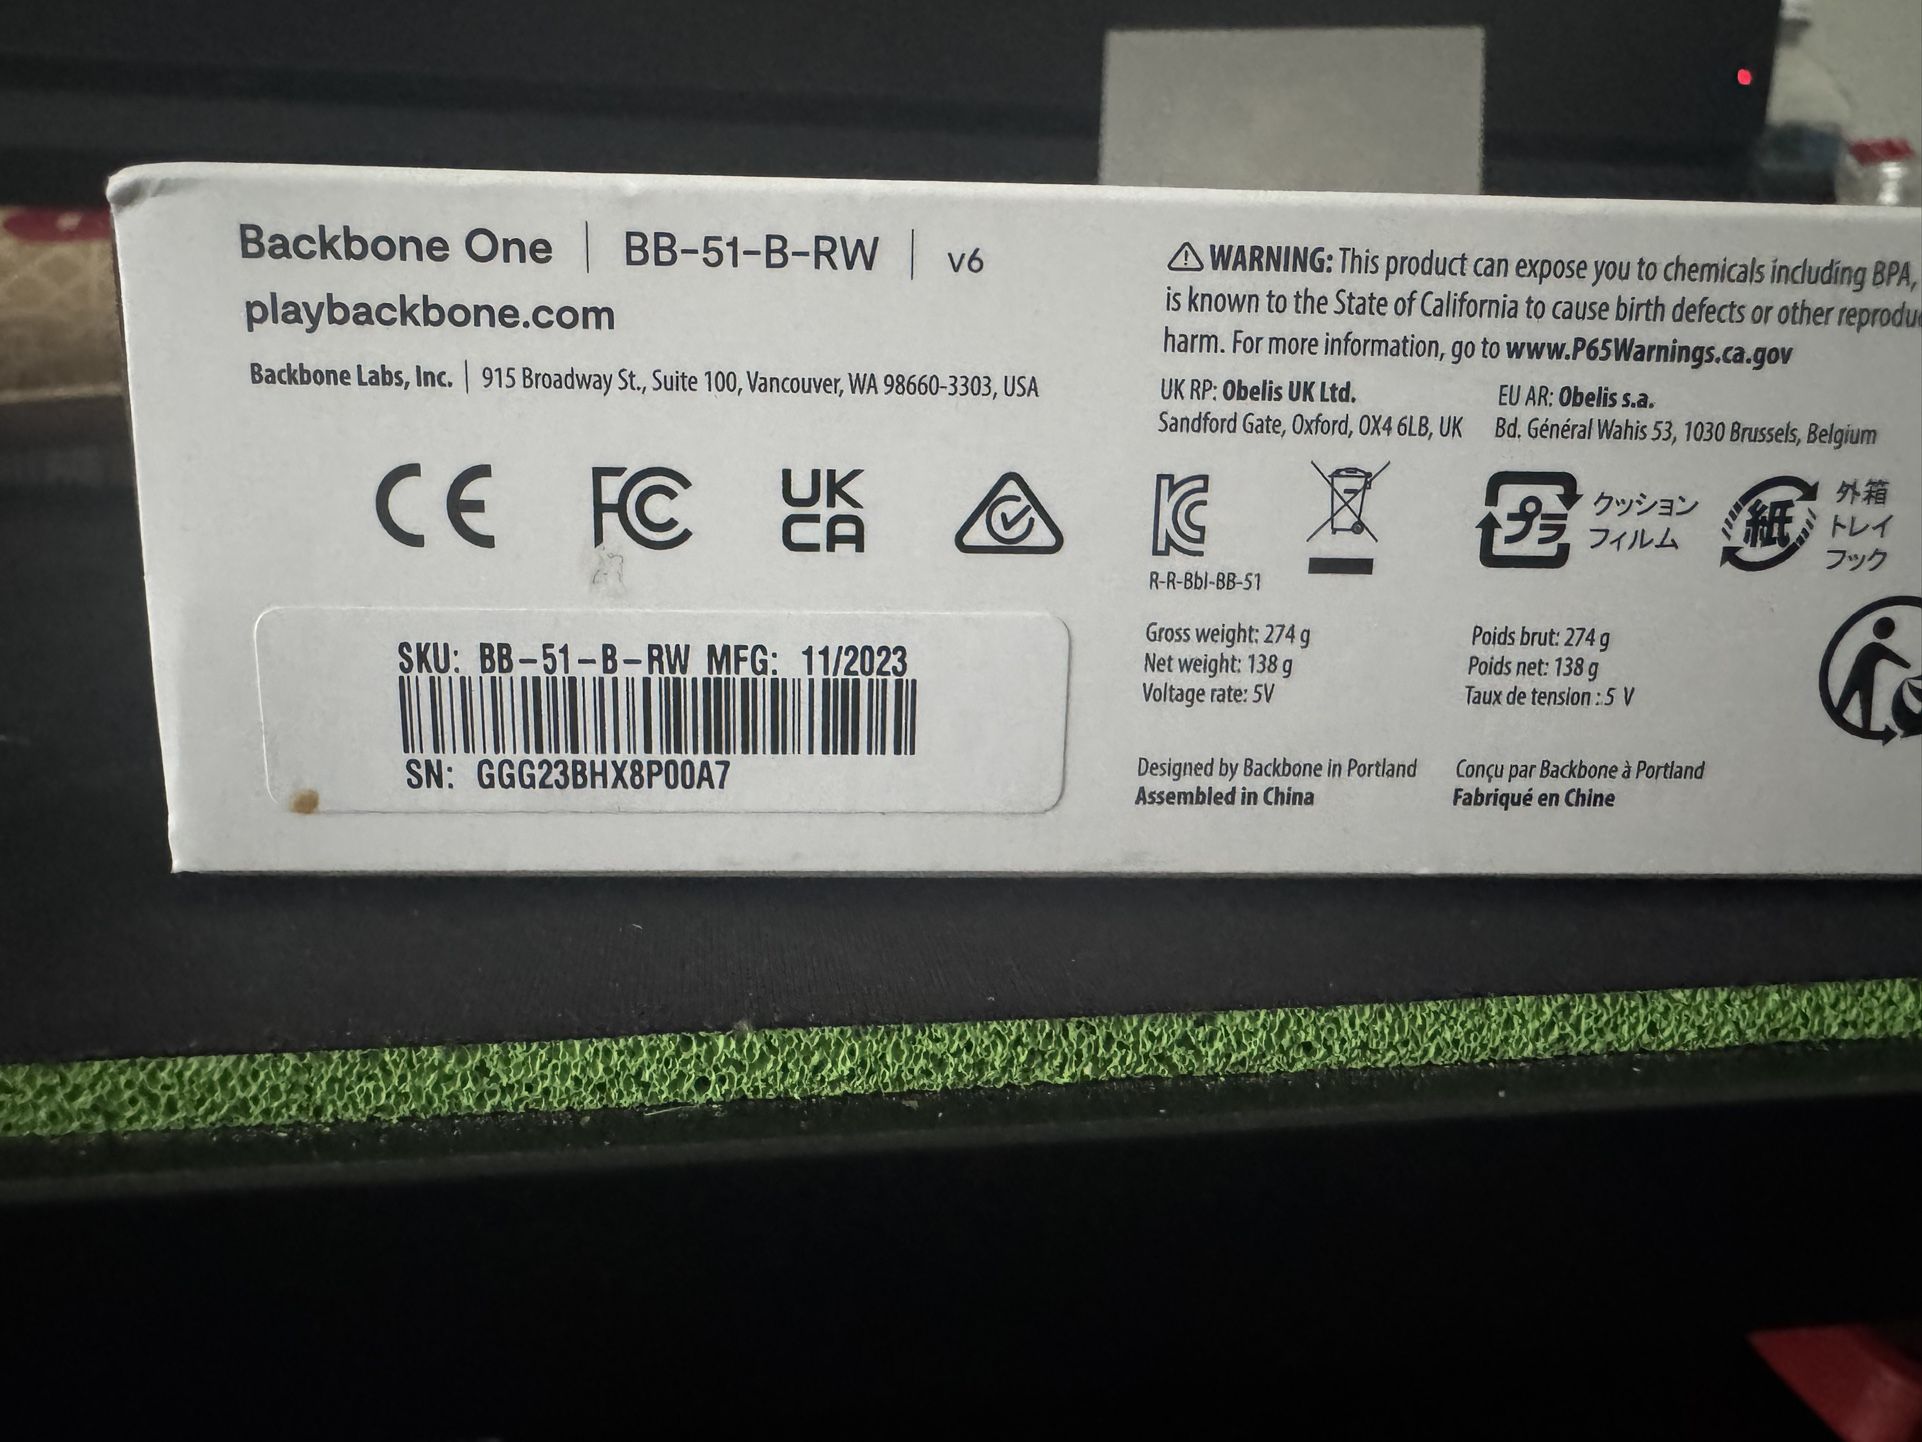 Backbone One | BB-51-B-RW | v6
playbackbone.com
Backbone Labs, Inc. | 915 Broadway St., Suite 100, Vancouver, WA 98660-3303, USA
CE FC UK CA
SKU: BB-51-B-RW MFG: 11/2023
SN: GGG23BHX8P00A7
⚠ WARNING: This product can expose you to chemicals including BPA,
is known to the State of California to cause birth defects or other
harm. For more information, go to www.P65Warnings.ca.gov
UK RP: Obelis UK Ltd.
Sandford Gate, Oxford, OX4 6LB, UK
EU AR: Obelis s.a.
Bd. Général Wahis 53, 1030 Brussels, Belgium
R-R-Bbl-BB-51
プラ
クッション
フィルム
紙
外箱
トレイ
フック
Gross weight: 274 g
Net weight: 138 g
Voltage rate: 5V
Poids brut: 274 g
Poids net: 138 g
Taux de tension : 5 V
Designed by Backbone in Portland
Assembled in China
Conçu par Backbone à Portland
Fabriqué en Chine